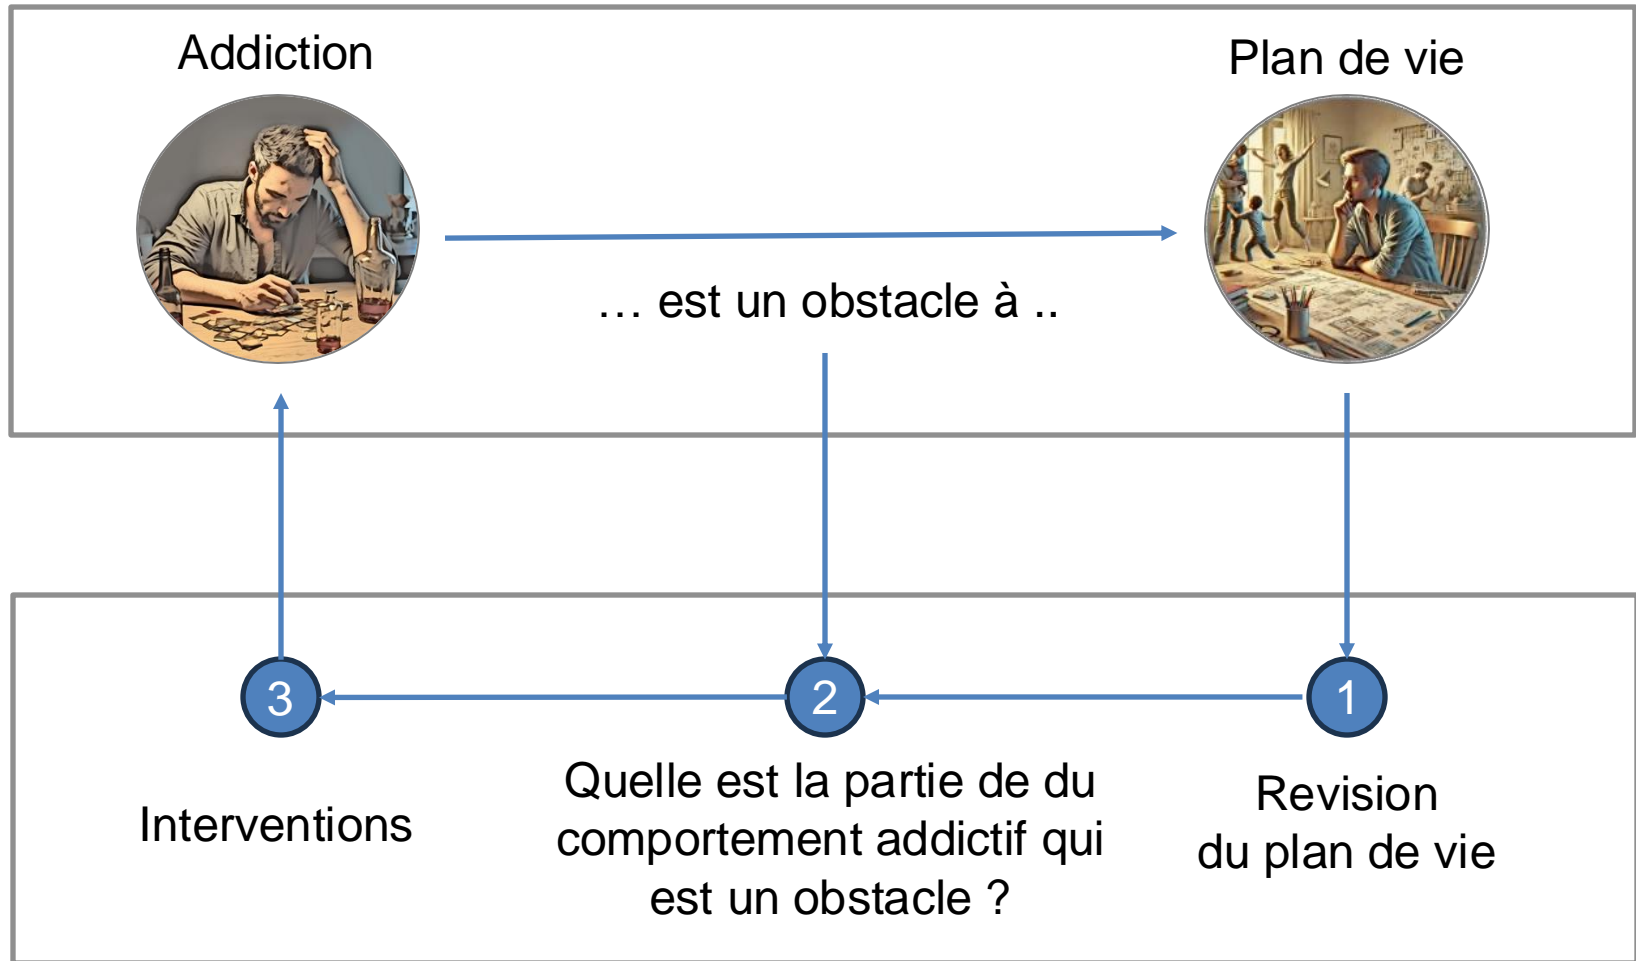 Addiction
Plan de vie
… est un obstacle à ..
3
2
1
Interventions
Quelle est la partie de du
comportement addictif qui
est un obstacle ?
Revision
du plan de vie